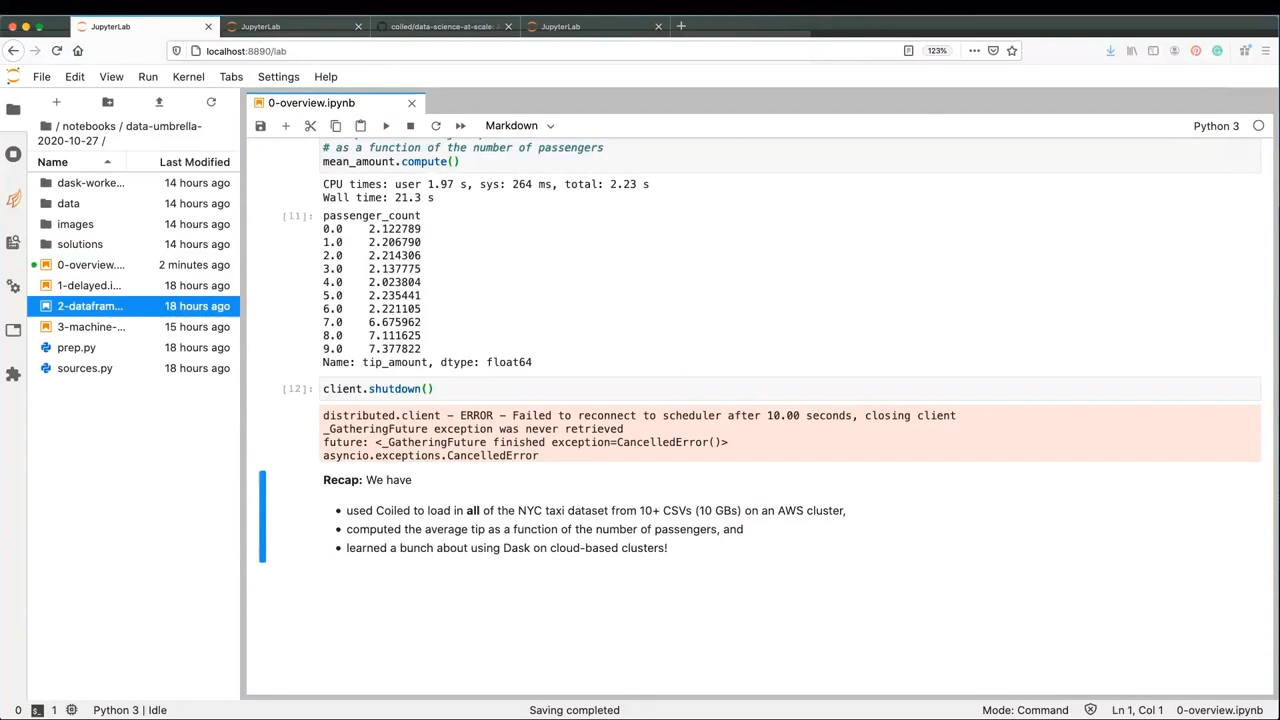 JupyterLab
JupyterLab
coiled/data-science-at-scale:
JupyterLab
localhost:8890/lab
123%
File Edit View Run Kernel Tabs Settings Help
/ notebooks / data-umbrella-
2020-10-27 /
Name Last Modified
dask-worke... 14 hours ago
data 14 hours ago
images 14 hours ago
solutions 14 hours ago
0-overview.... 2 minutes ago
1-delayed.i... 18 hours ago
2-datafram... 18 hours ago
3-machine-... 15 hours ago
prep.py 18 hours ago
sources.py 18 hours ago
0-overview.ipynb
Markdown
Python 3
# as a function of the number of passengers
mean_amount.compute()
CPU times: user 1.97 s, sys: 264 ms, total: 2.23 s
Wall time: 21.3 s
[11]: passenger_count
0.0 2.122789
1.0 2.206790
2.0 2.214306
3.0 2.137775
4.0 2.023804
5.0 2.235441
6.0 2.221105
7.0 6.675962
8.0 7.111625
9.0 7.377822
Name: tip_amount, dtype: float64
[12]: client.shutdown()
distributed.client - ERROR - Failed to reconnect to scheduler after 10.00 seconds, closing client
_GatheringFuture exception was never retrieved
future: <_GatheringFuture finished exception=CancelledError()>
asyncio.exceptions.CancelledError
Recap: We have
• used Coiled to load in all of the NYC taxi dataset from 10+ CSVs (10 GBs) on an AWS cluster,
• computed the average tip as a function of the number of passengers, and
• learned a bunch about using Dask on cloud-based clusters!
0 1 Python 3 | Idle Saving completed Mode: Command Ln 1, Col 1 0-overview.ipynb